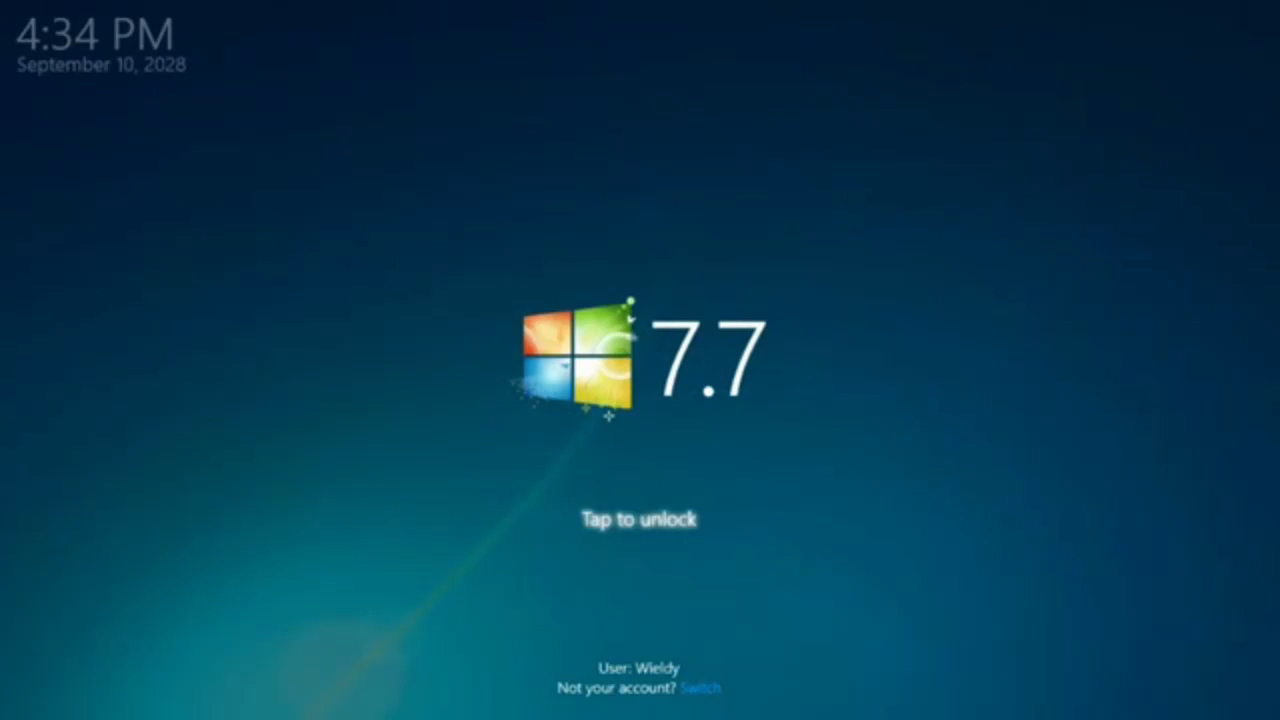 4:34 PM
September 10, 2028
7.7
Tap to unlock
User: Wieldy
Not your account? Switch